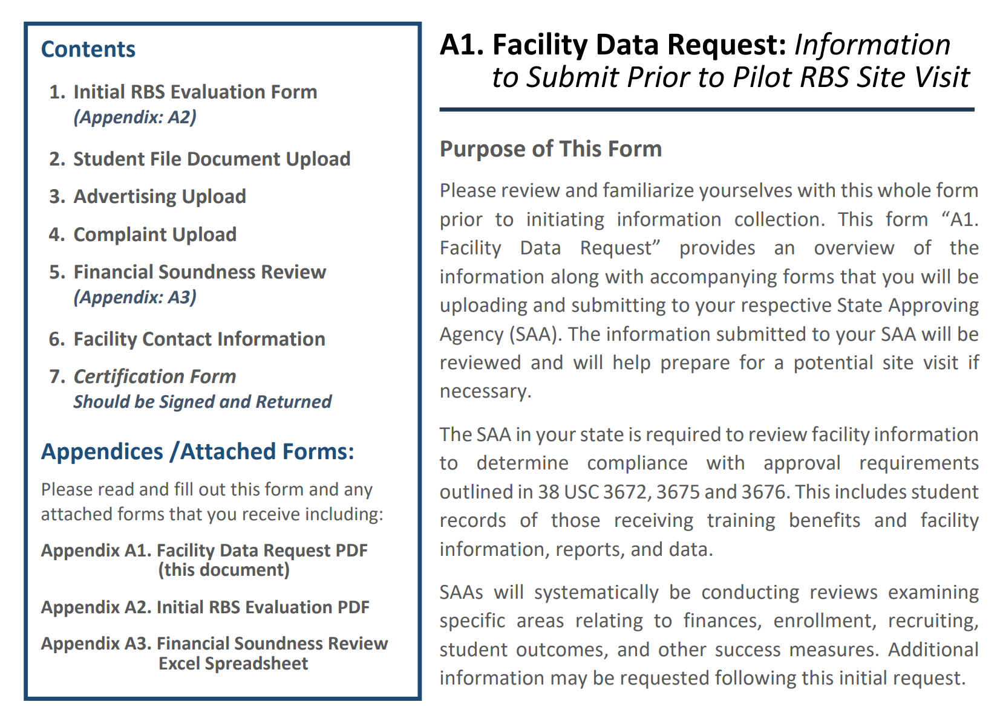 Contents
1. Initial RBS Evaluation Form
(Appendix: A2)
2. Student File Document Upload
3. Advertising Upload
4. Complaint Upload
5. Financial Soundness Review
(Appendix: A3)
6. Facility Contact Information
7. Certification Form
Should be Signed and Returned
Appendices /Attached Forms:
Please read and fill out this form and any
attached forms that you receive including:
Appendix A1. Facility Data Request PDF
(this document)
Appendix A2. Initial RBS Evaluation PDF
Appendix A3. Financial Soundness Review
Excel Spreadsheet
A1. Facility Data Request: Information
to Submit Prior to Pilot RBS Site Visit
Purpose of This Form
Please review and familiarize yourselves with this whole form
prior to initiating information collection. This form “A1.
Facility Data Request” provides an overview of the
information along with accompanying forms that you will be
uploading and submitting to your respective State Approving
Agency (SAA). The information submitted to your SAA will be
reviewed and will help prepare for a potential site visit if
necessary.
The SAA in your state is required to review facility information
to determine compliance with approval requirements
outlined in 38 USC 3672, 3675 and 3676. This includes student
records of those receiving training benefits and facility
information, reports, and data.
SAAs will systematically be conducting reviews examining
specific areas relating to finances, enrollment, recruiting,
student outcomes, and other success measures. Additional
information may be requested following this initial request.